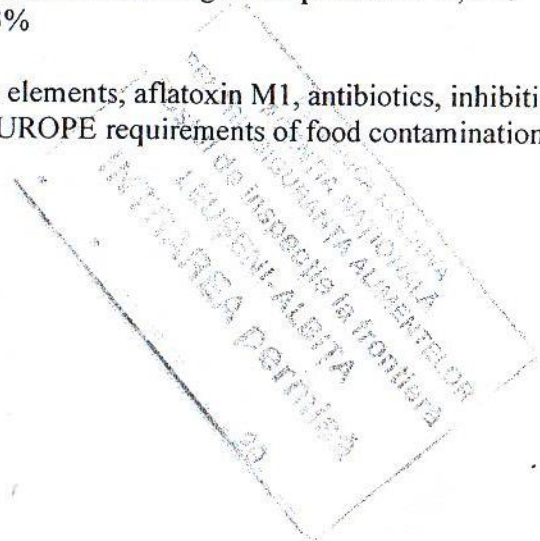 %
elements, aflatoxin M1, antibiotics, inhibiti
UROPE requirements of food contamination
NAȚIONALĂ
SIGURANȚA ALIMENTELOR
de inspecție la frontieră
LEUȘENI-ALBIȚA
INTRAREA permisă
20